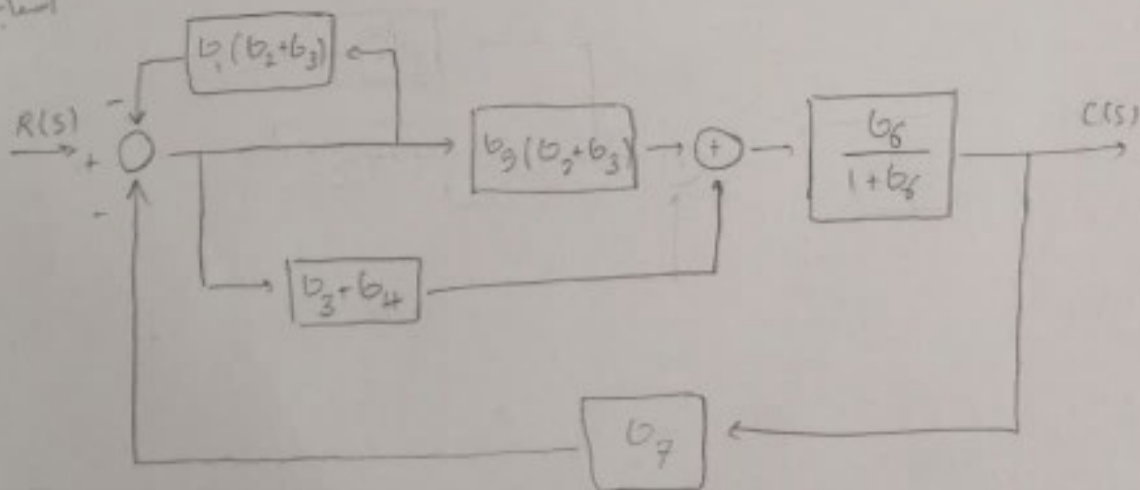 G₁(G₂+G₃)
-
R(S)
+
-
G₅(G₂+G₃)
+
G₆
1+G₆
C(S)
G₃-G₄
G₇